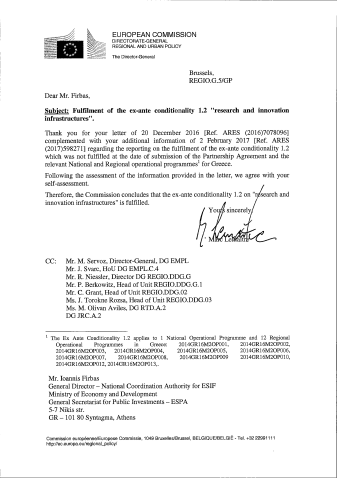 EUROPEAN COMMISSION
DIRECTORATE-GENERAL
REGIONAL AND URBAN POLICY
The Director-General
Brussels,
REGIO.G.5/GP
Dear Mr. Firbas,
Subject: Fulfilment of the ex-ante conditionality 1.2 "research and innovation
infrastructures".
Thank you for your letter of 20 December 2016 [Ref. ARES (2016)7078096]
complemented with your additional information of 2 February 2017 [Ref. ARES
(2017)598271] regarding the reporting on the fulfilment of the ex-ante conditionality 1.2
which was not fulfilled at the date of submission of the Partnership Agreement and the
relevant National and Regional operational programmes¹ for Greece.
Following the assessment of the information provided in the letter, we agree with your
self-assessment.
Therefore, the Commission concludes that the ex-ante conditionality 1.2 on "research and
innovation infrastructures" is fulfilled.
Yours sincerely,
Marc
CC: Mr. M. Servoz, Director-General, DG EMPL
Mr. J. Svarc, HoU DG EMPL.C.4
Mr. R. Niessler, Director DG REGIO.DDG.G
Mr. P. Berkowitz, Head of Unit REGIO.DDG.G.1
Mr. C. Grant, Head of Unit REGIO.DDG.02
Ms. J. Torokne Rozsa, Head of Unit REGIO.DDG.03
Ms. M. Olivan Aviles, DG RTD.A.2
DG JRC.A.2
¹ The Ex Ante Conditionality 1.2 applies to 1 National Operational Programme and 12 Regional
Operational Programmes in Greece: 2014GR16M2OP001, 2014GR16M2OP002,
2014GR16M2OP003, 2014GR16M2OP004, 2014GR16M2OP005, 2014GR16M2OP006,
2014GR16M2OP007, 2014GR16M2OP008, 2014GR16M2OP009 2014GR16M2OP010,
2014GR16M2OP012, 2014GR16M2OP013,.
Mr. Ioannis Firbas
General Director – National Coordination Authority for ESIF
Ministry of Economy and Development
General Secretariat for Public Investments – ESPA
5-7 Nikis str.
GR – 101 80 Syntagma, Athens
Commission européenne/Europese Commissie, 1049 Bruxelles/Brussel, BELGIQUE/BELGIË - Tel. +32 22991111
http://ec.europa.eu/regional_policy/